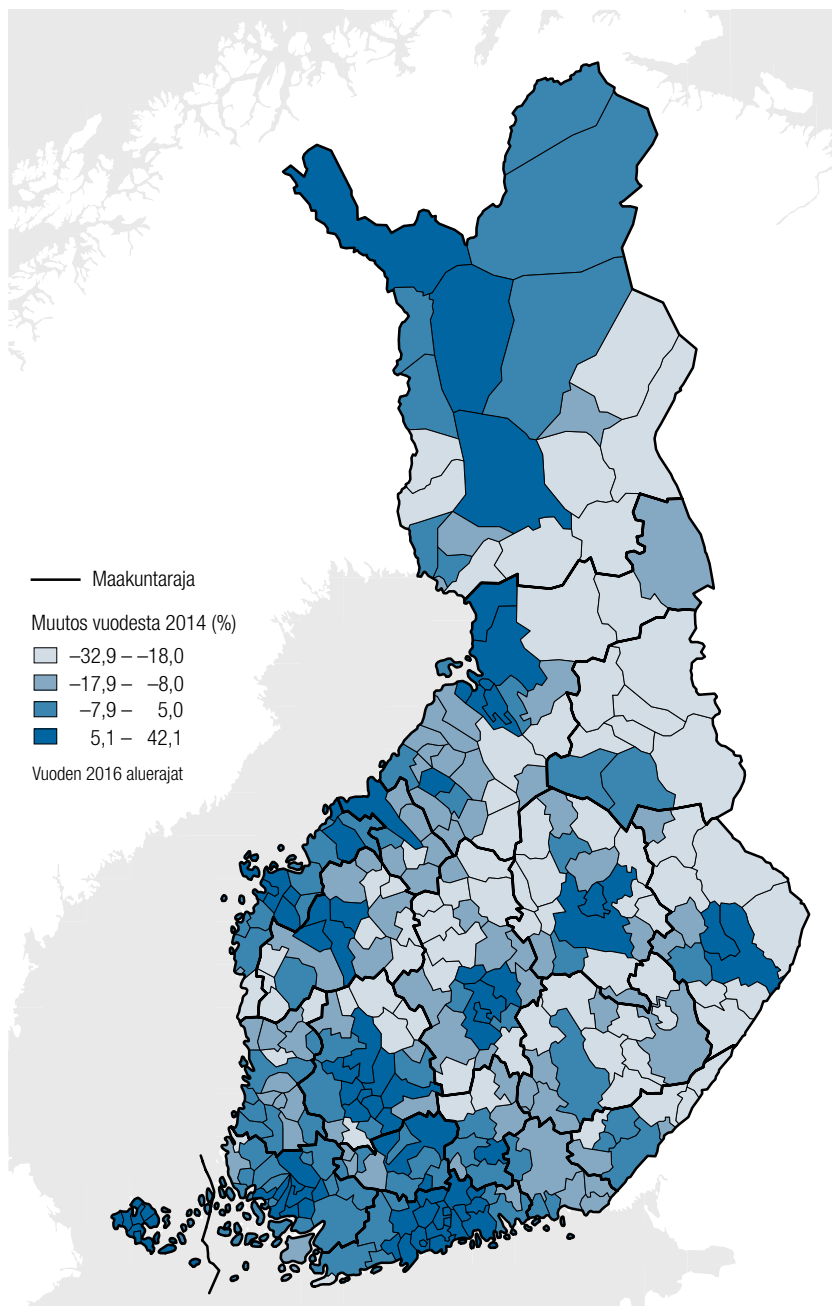 Maakuntaraja
Muutos vuodesta 2014 (%)
–32,9 – –18,0
–17,9 – –8,0
–7,9 – 5,0
5,1 – 42,1
Vuoden 2016 aluerajat